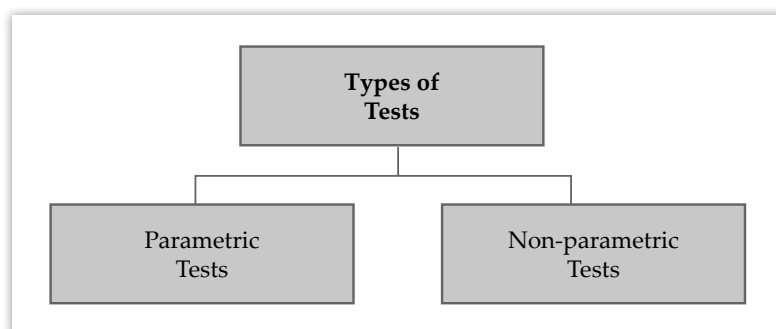 Types of
Tests
Parametric
Tests
Non-parametric
Tests